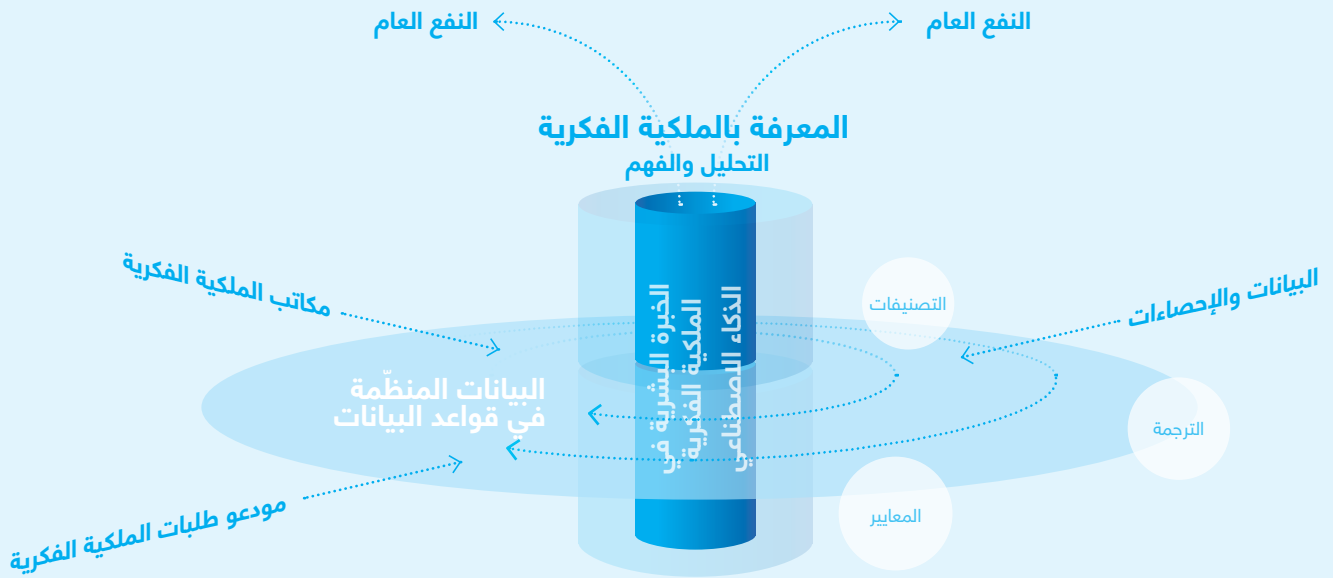 النفع العام
النفع العام
المعرفة بالملكية الفكرية
التحليل والفهم
البيانات والإحصاءات
مكاتب الملكية الفكرية
التصنيفات
الخبرة البشرية في
الملكية الفكرية
الذكاء الاصطناعي
البيانات المنظّمة
في قواعد البيانات
الترجمة
المعايير
مودعو طلبات الملكية الفكرية